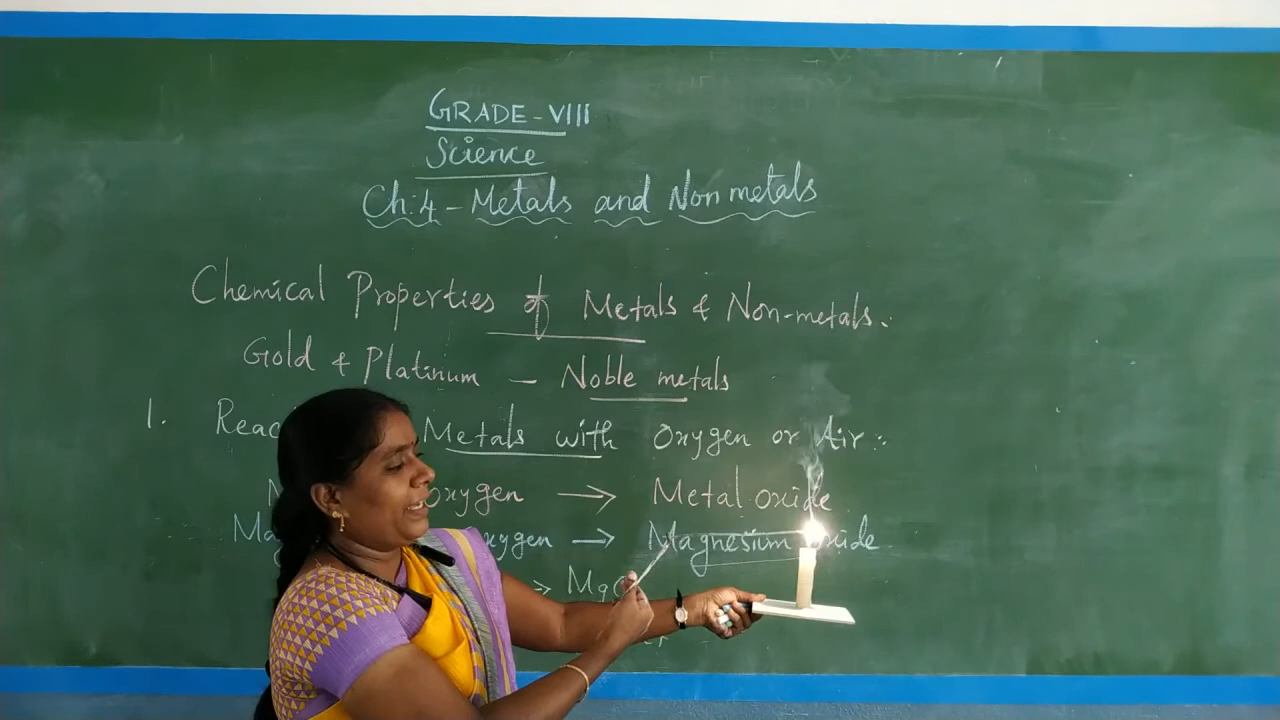 GRADE-VIII
Science
Ch:4-Metals and Non metals
Chemical Properties of Metals & Non-metals.
Gold & Platinum - Noble metals
1. Metals with Oxygen or Air:-
oxygen → Metal oxide
→ Magnesium
→